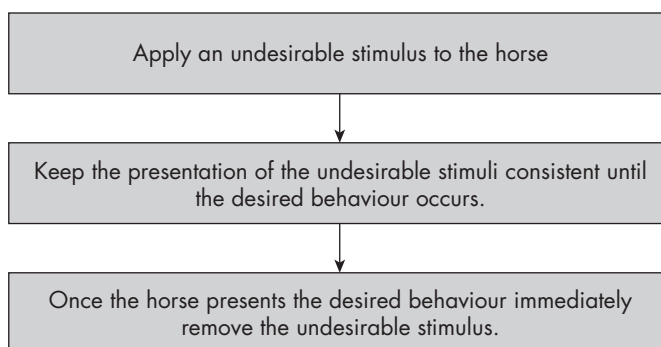 Apply an undesirable stimulus to the horse
Keep the presentation of the undesirable stimuli consistent until
the desired behaviour occurs.
Once the horse presents the desired behaviour immediately
remove the undesirable stimulus.